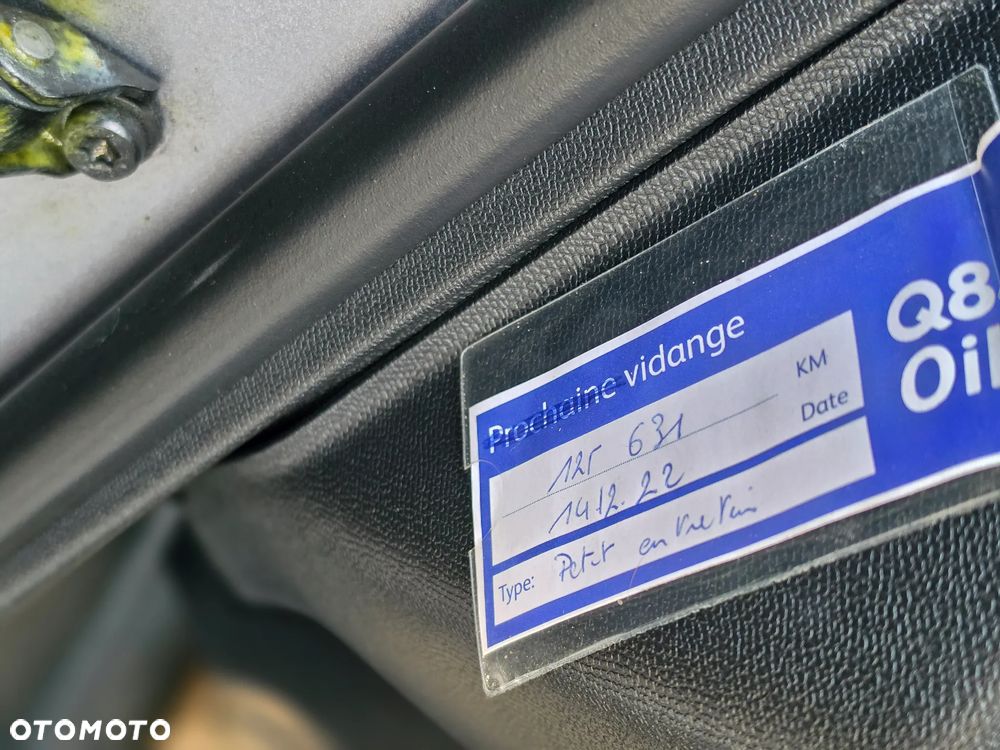 Prochaine vidange
125 631 KM
14.12.22 Date
Type: Petit entretien
Q8
Oil
OTOMOTO